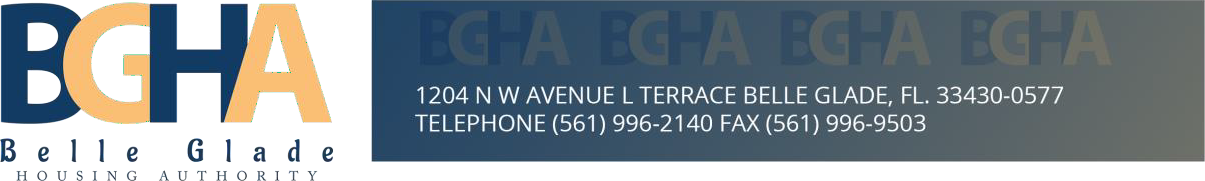 BGHA
Belle Glade
HOUSING AUTHORITY
BGHA BGHA BGHA BGHA
1204 N W AVENUE L TERRACE BELLE GLADE, FL. 33430-0577
TELEPHONE (561) 996-2140 FAX (561) 996-9503